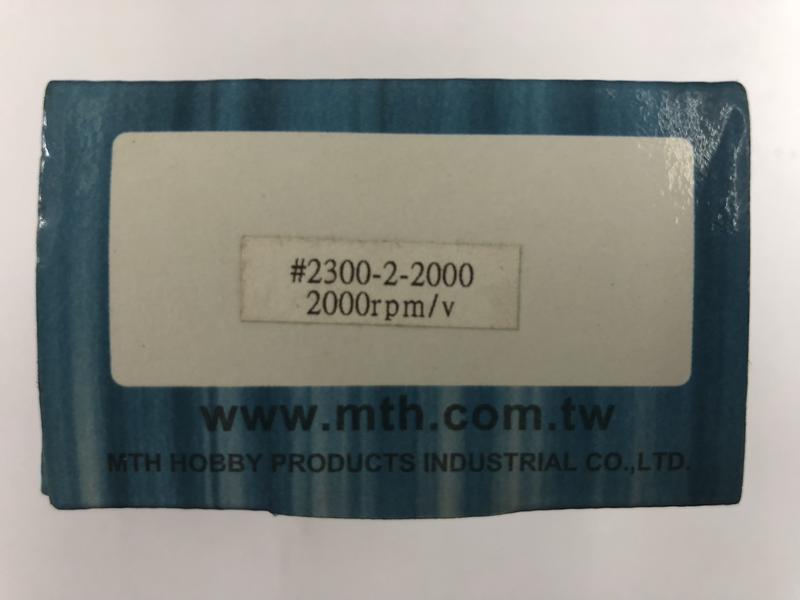 #2300-2-2000
2000rpm/v
www.mth.com.tw
MTH HOBBY PRODUCTS INDUSTRIAL CO.,LTD.